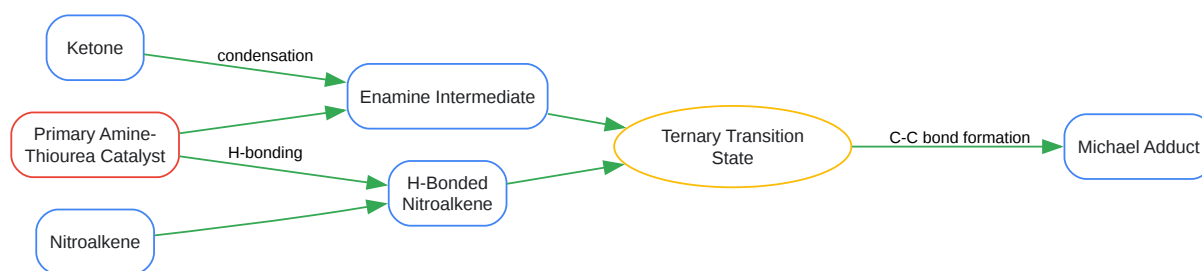 Ketone
condensation
Enamine Intermediate
Primary Amine-
Thiourea Catalyst
H-bonding
H-Bonded
Nitroalkene
Nitroalkene
Ternary Transition
State
C-C bond formation
Michael Adduct